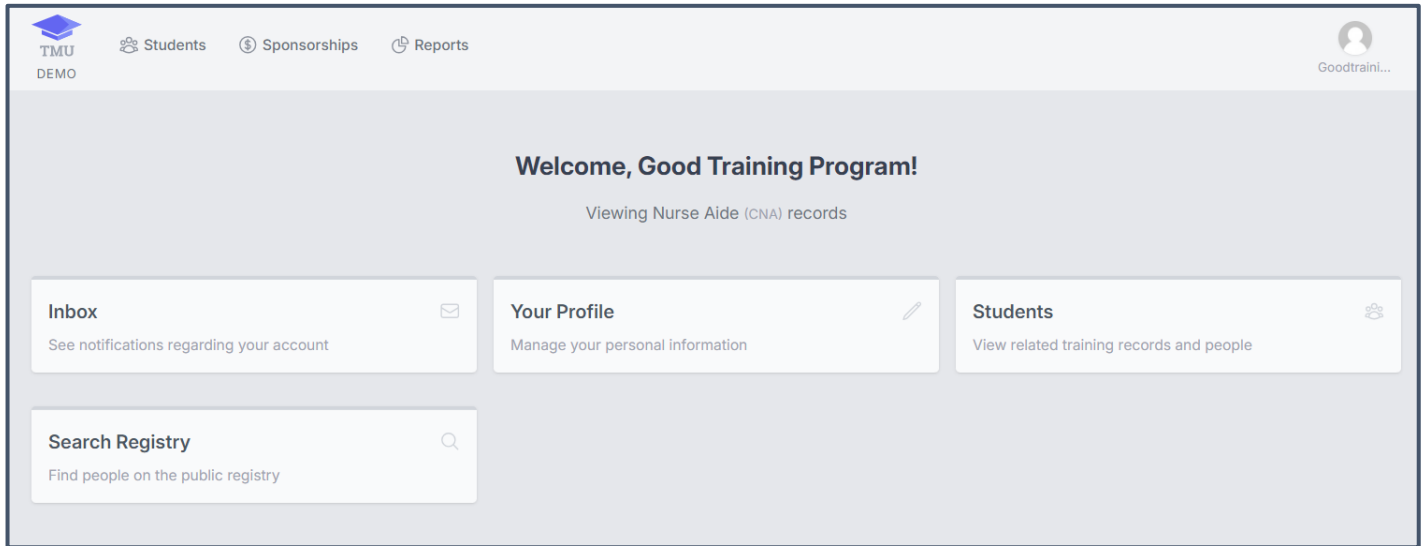 TMU
DEMO
Students
Sponsorships
Reports
Goodtraini...
Welcome, Good Training Program!
Viewing Nurse Aide (CNA) records
Inbox
See notifications regarding your account
Your Profile
Manage your personal information
Students
View related training records and people
Search Registry
Find people on the public registry